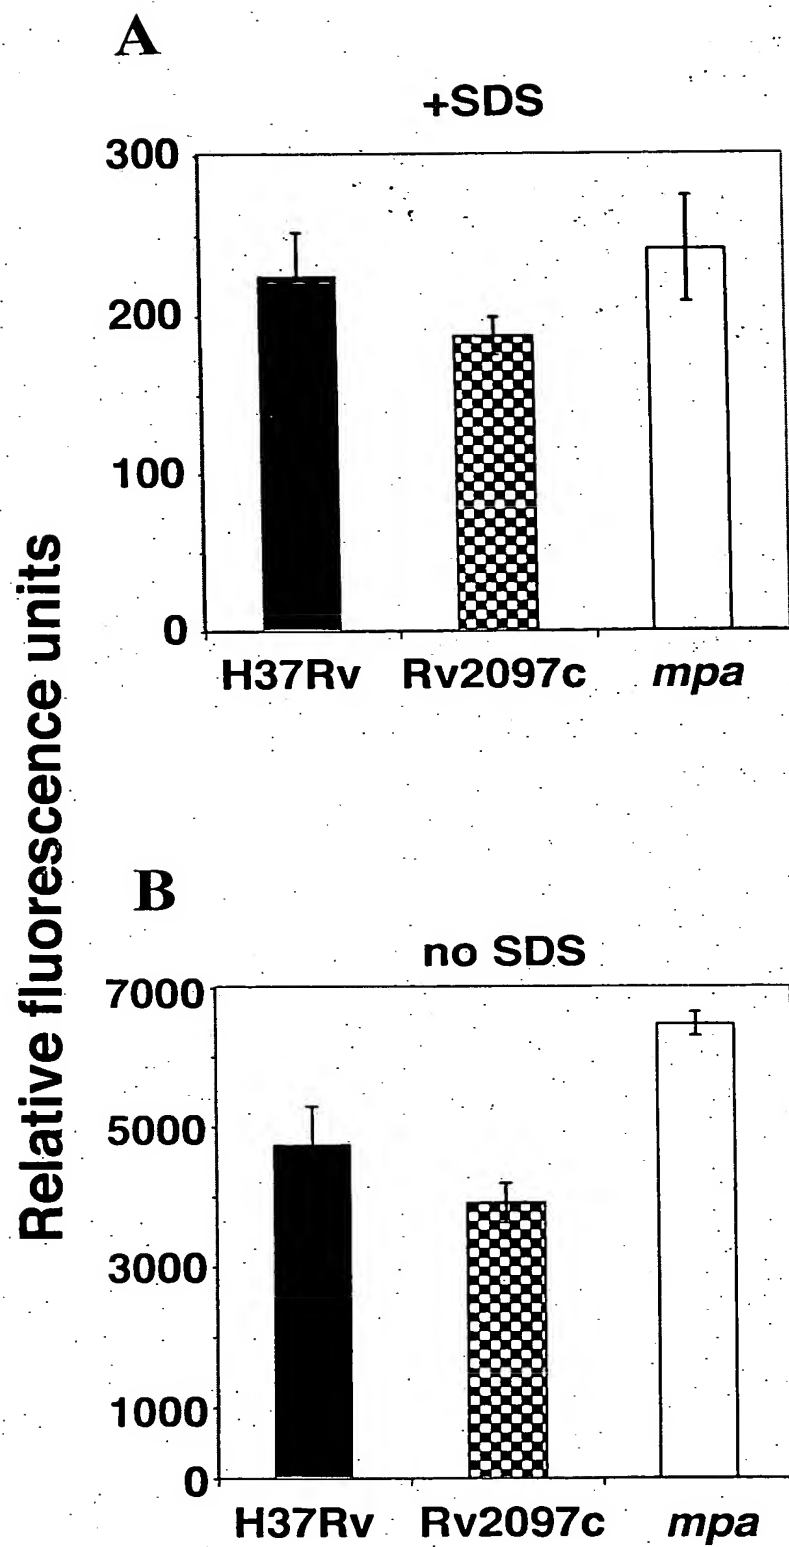 A
+SDS
300
200
100
0
H37Rv Rv2097c mpa
Relative fluorescence units
B
no SDS
7000
5000
3000
1000
0
H37Rv Rv2097c mpa